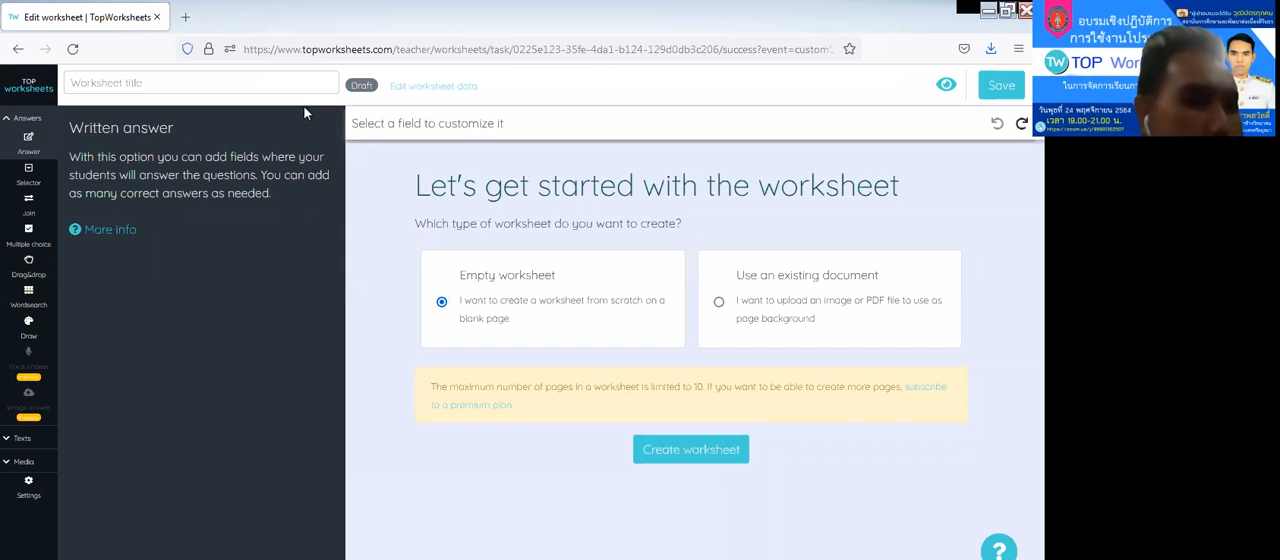 Edit worksheet | TopWorksheets
https://www.topworksheets.com/teacher/worksheets/task/0225e123-35fe-4da1-b124-129d0db3c206/success?event=custom
TOP
worksheets
Worksheet title
Draft
Edit worksheet data
Save
Answers
Answer
Selector
Join
Multiple choice
Drag&drop
Wordsearch
Draw
Voice answer
Image answer
Texts
Media
Settings
Written answer
With this option you can add fields where your
students will answer the questions. You can add
as many correct answers as needed.
? More info
Select a field to customize it
Let's get started with the worksheet
Which type of worksheet do you want to create?
Empty worksheet
I want to create a worksheet from scratch on a
blank page
Use an existing document
I want to upload an image or PDF file to use as
page background
The maximum number of pages in a worksheet is limited to 10. If you want to be able to create more pages, subscribe
to a premium plan
Create worksheet
?
อบรมเชิงปฏิบัติการ
การใช้งานโปร
TW TOP Wor
ในการจัดการเรียนกา
วันพุธที่ 24 พฤศจิกายน 2564
เวลา 19.00-21.00 น.